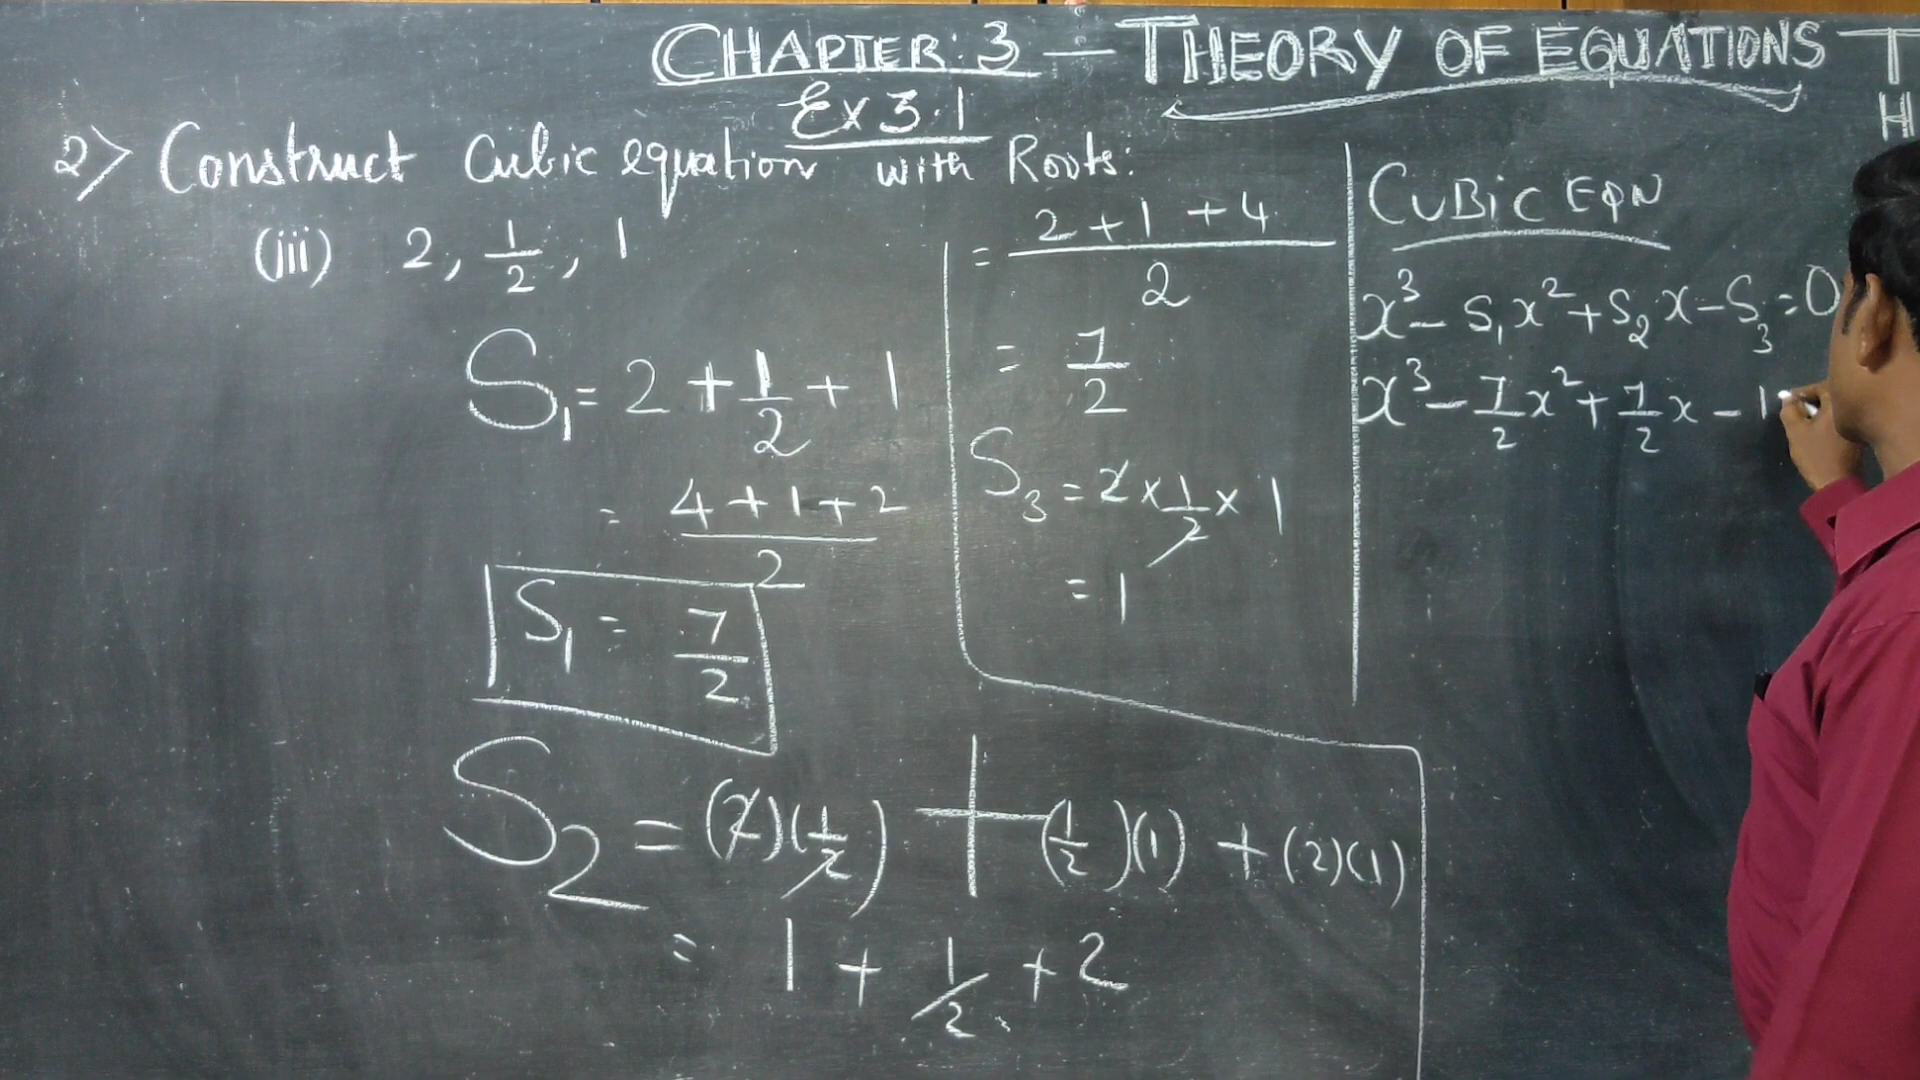 CHAPTER: 3 — THEORY OF EQUATIONS T
H
Ex 3.1
2> Construct Cubic equation with Roots:
(iii) 2, 1/2, 1
S₁ = 2 + 1/2 + 1
= (4 + 1 + 2)/2
S₁ = 7/2
S₂ = (2)(1/2) + (1/2)(1) + (2)(1)
= 1 + 1/2 + 2
= (2 + 1 + 4)/2
= 7/2
S₃ = 2 × 1/2 × 1
= 1
CUBIC EQN
x³ - S₁x² + S₂x - S₃ = 0
x³ - 7/2 x² + 7/2 x - 1